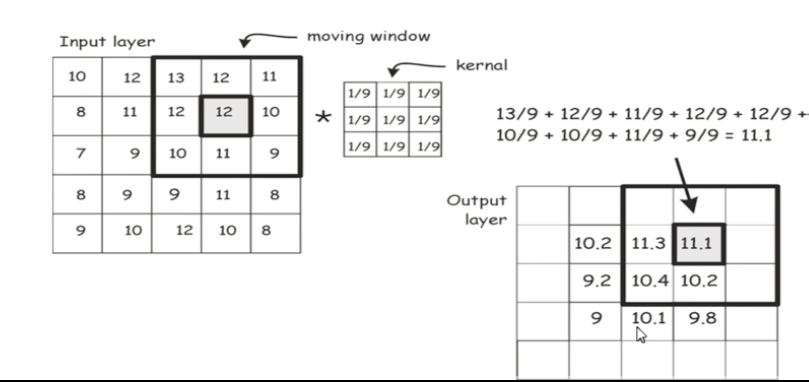 Input layer
moving window
kernal
10 12 13 12 11
8 11 12 12 10
7 9 10 11 9
8 9 9 11 8
9 10 12 10 8
*
1/9 1/9 1/9
1/9 1/9 1/9
1/9 1/9 1/9
13/9 + 12/9 + 11/9 + 12/9 + 12/9 +
10/9 + 10/9 + 11/9 + 9/9 = 11.1
Output
layer
10.2 11.3 11.1
9.2 10.4 10.2
9 10.1 9.8